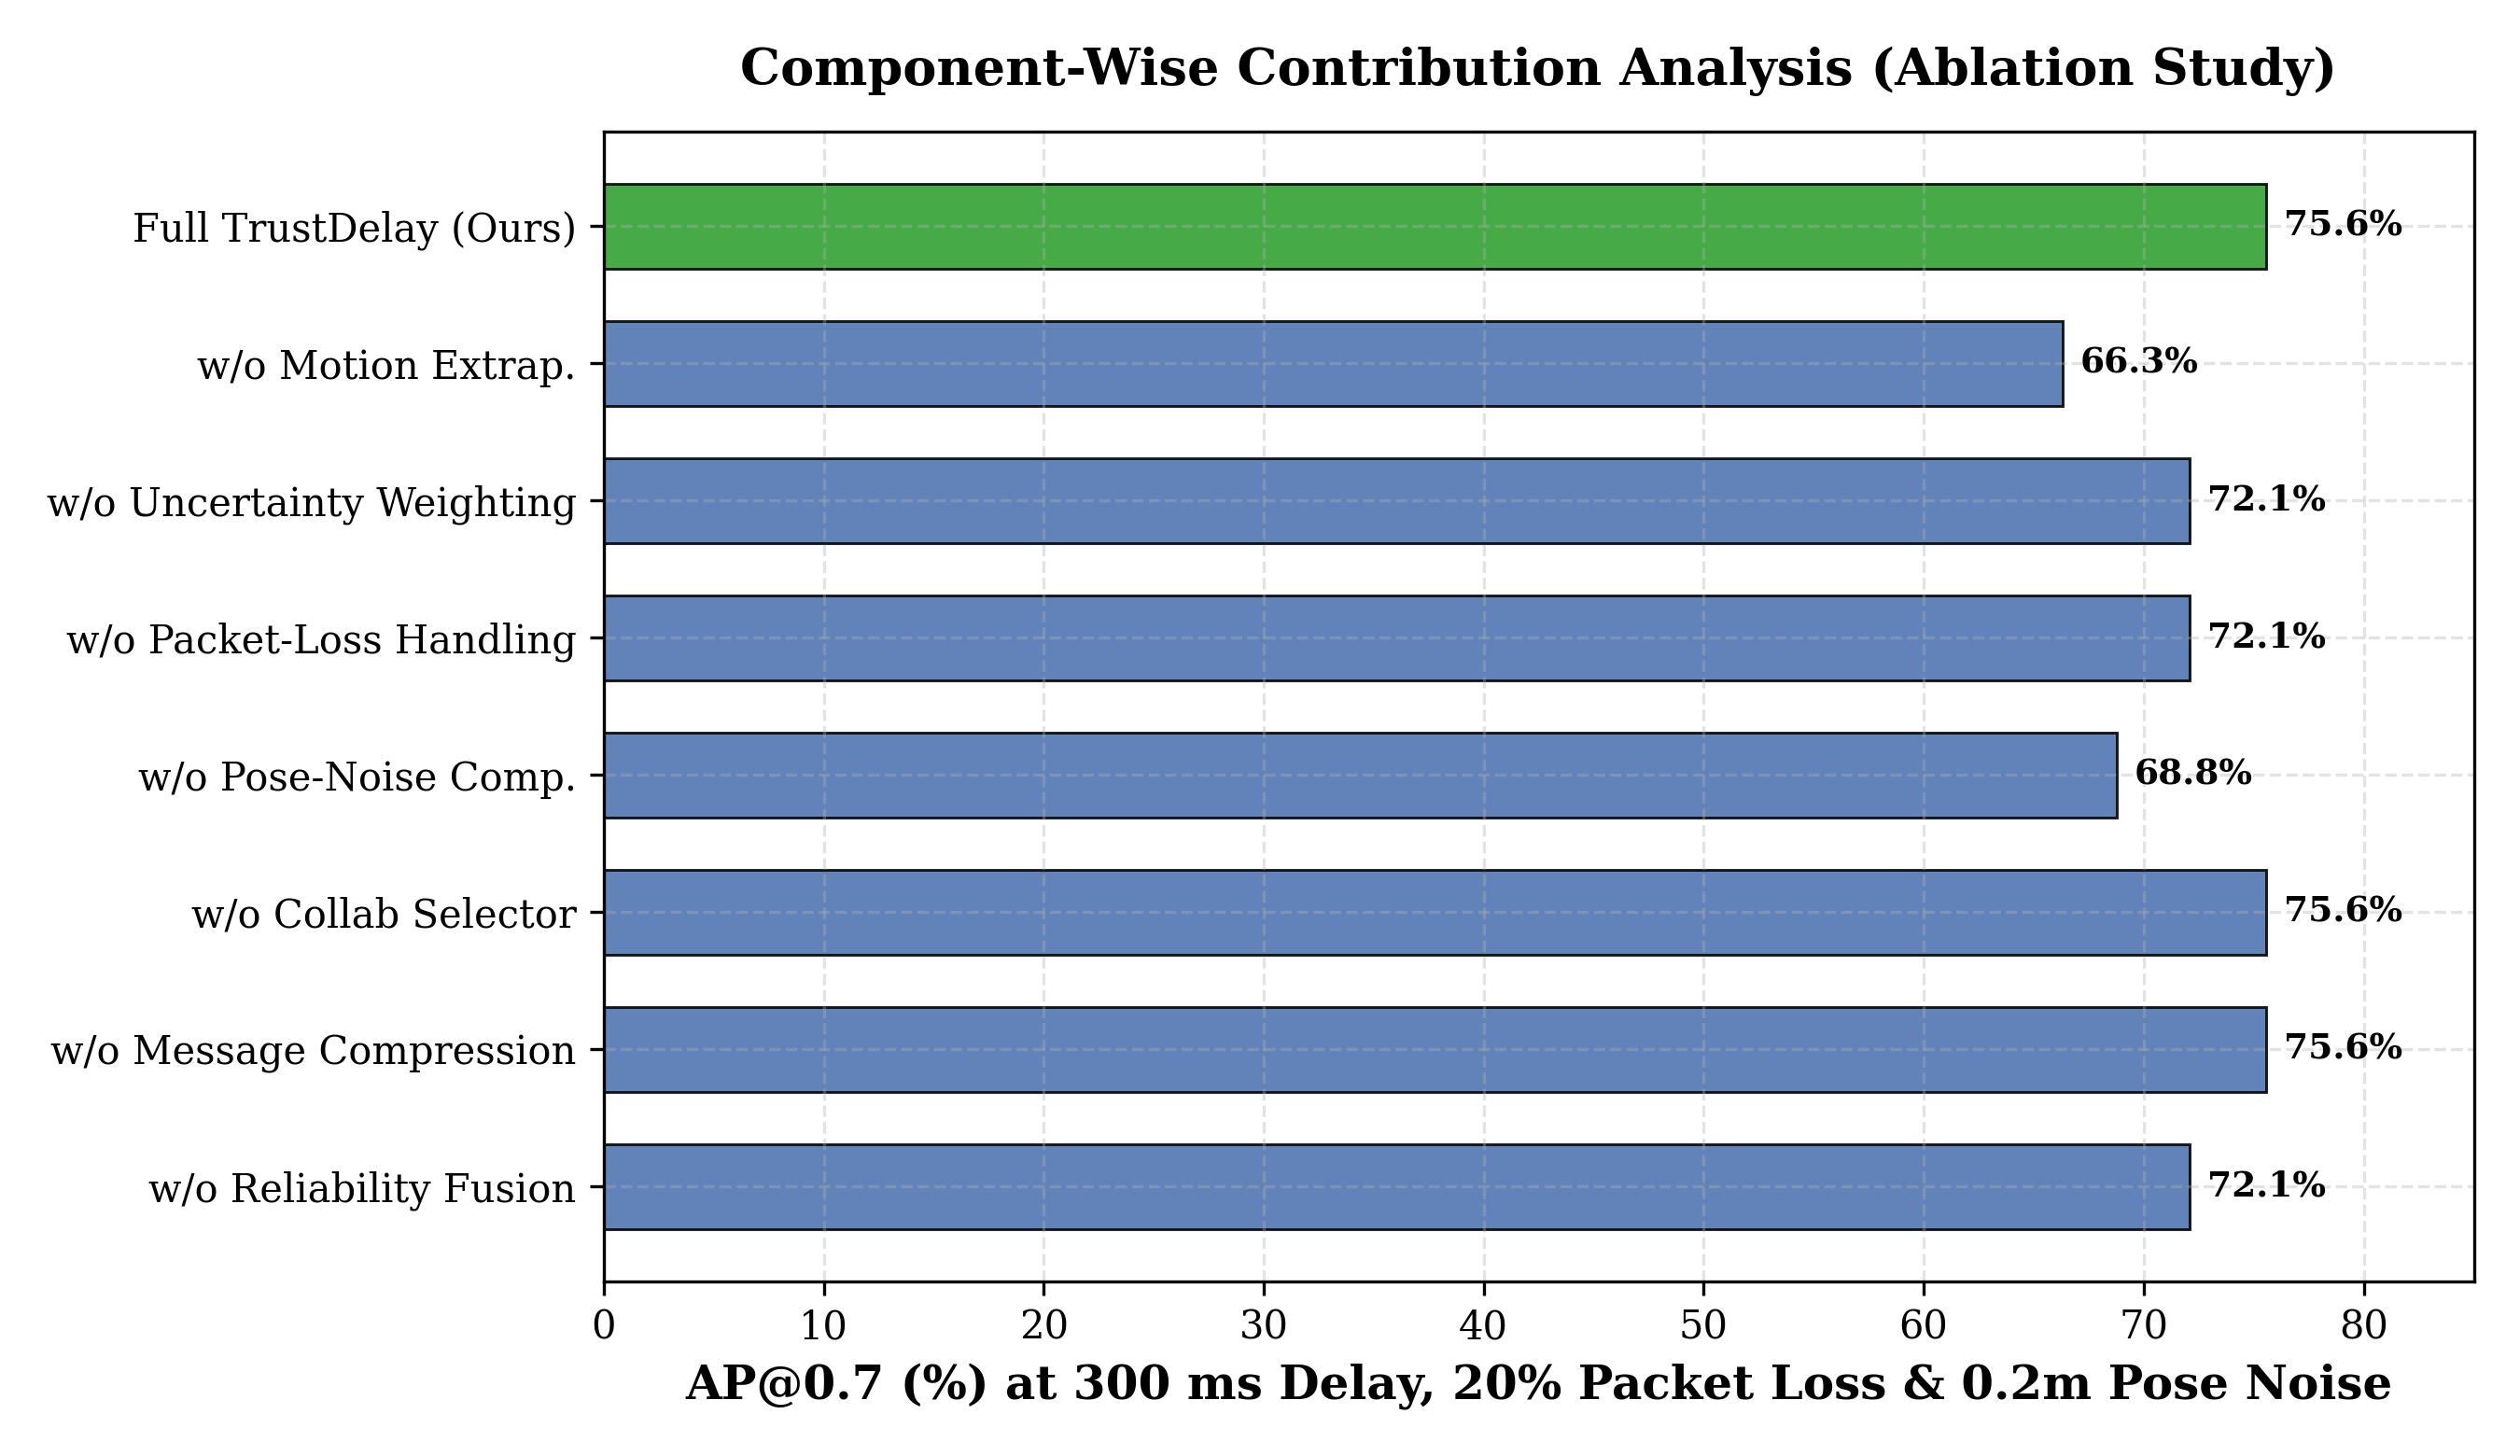 Component-Wise Contribution Analysis (Ablation Study)
Full TrustDelay (Ours)
75.6%
w/o Motion Extrap.
66.3%
w/o Uncertainty Weighting
72.1%
w/o Packet-Loss Handling
72.1%
w/o Pose-Noise Comp.
68.8%
w/o Collab Selector
75.6%
w/o Message Compression
75.6%
w/o Reliability Fusion
72.1%
0 10 20 30 40 50 60 70 80
AP@0.7 (%) at 300 ms Delay, 20% Packet Loss & 0.2m Pose Noise